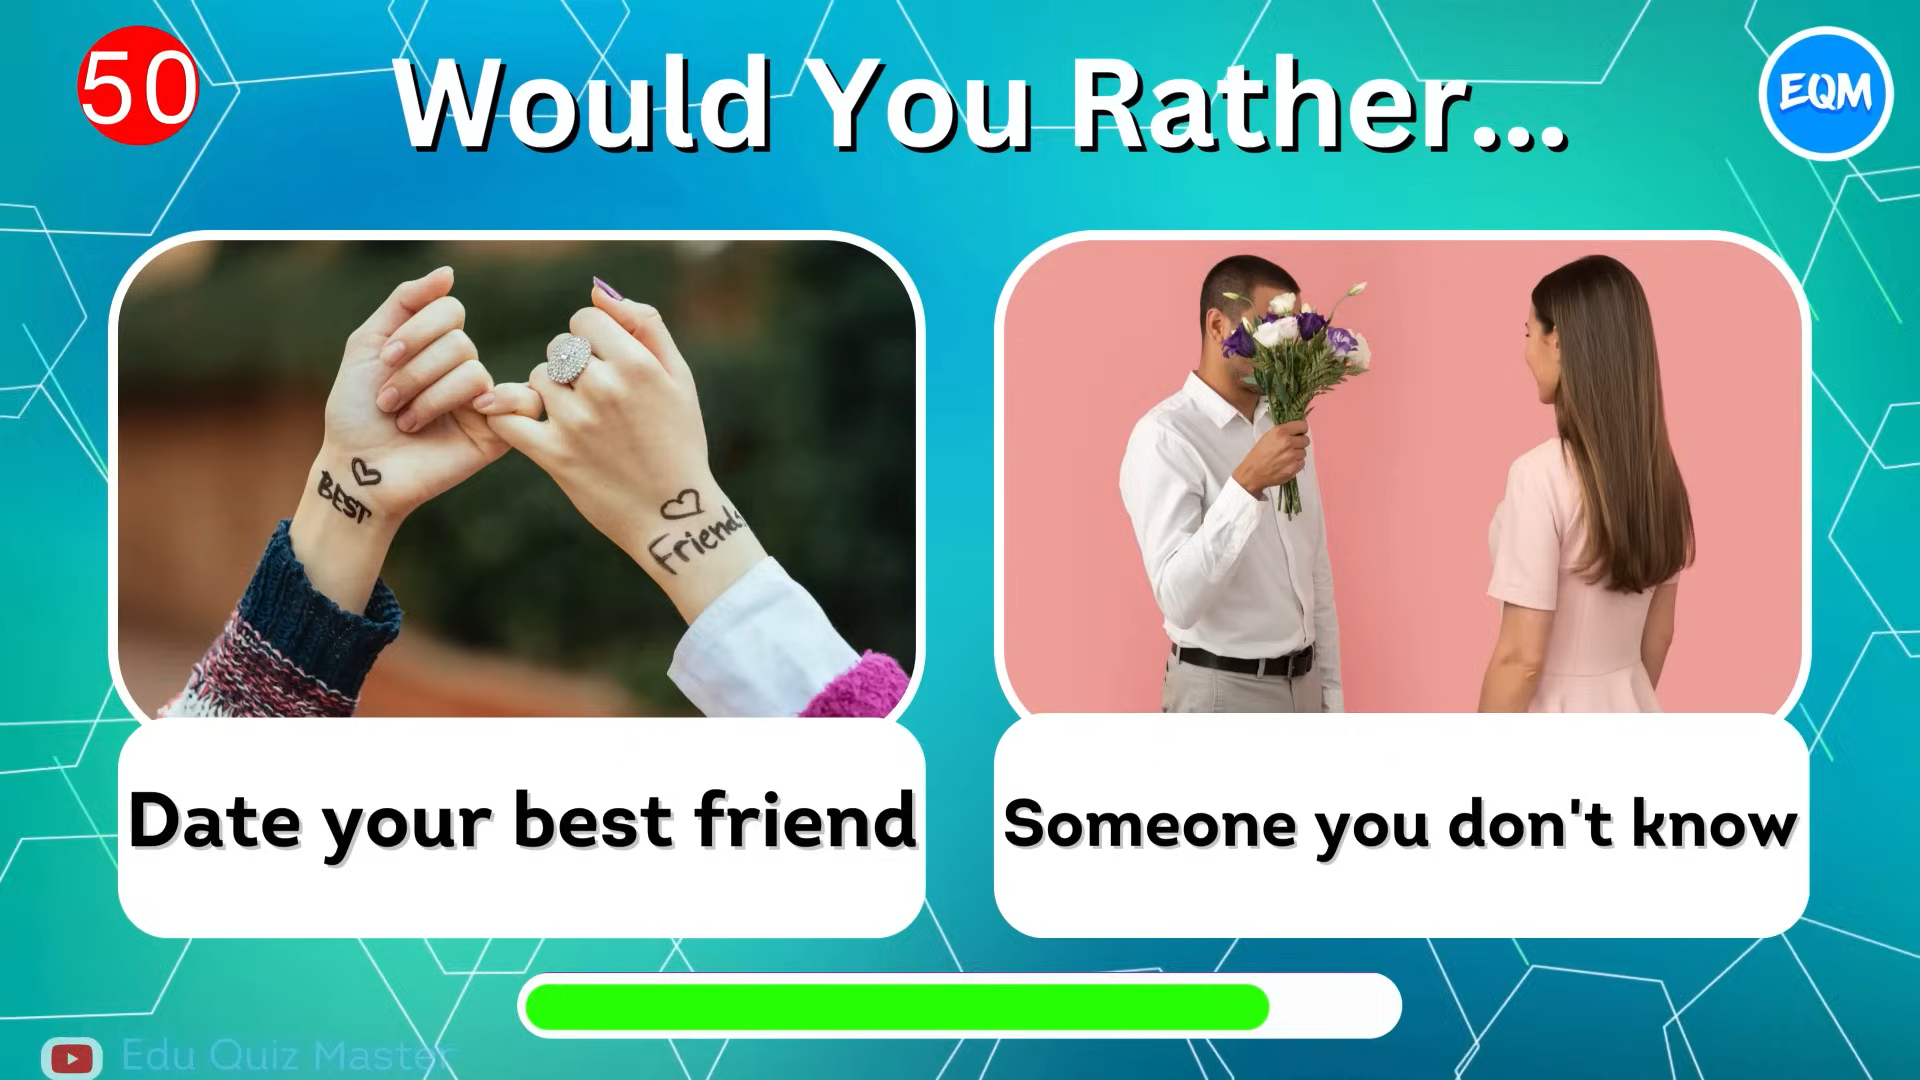 50
Would You Rather...
EQM
BEST
Friends
Date your best friend
Someone you don't know
Edu Quiz Master